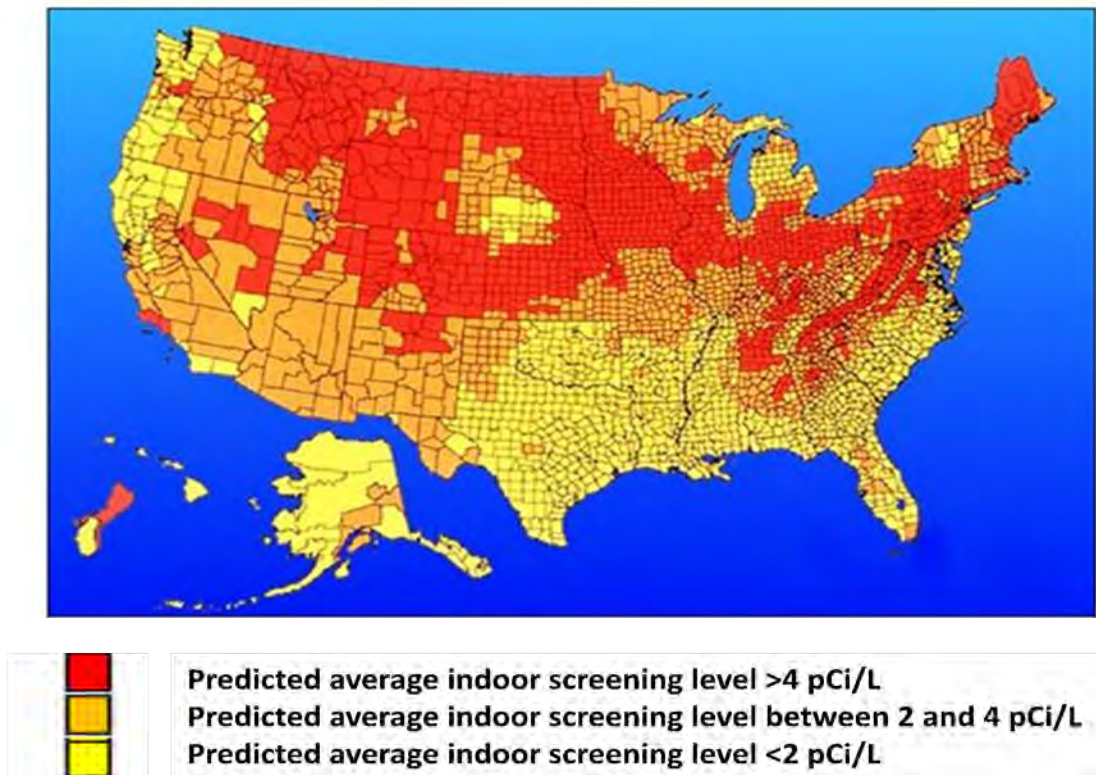 Predicted average indoor screening level >4 pCi/L
Predicted average indoor screening level between 2 and 4 pCi/L
Predicted average indoor screening level <2 pCi/L